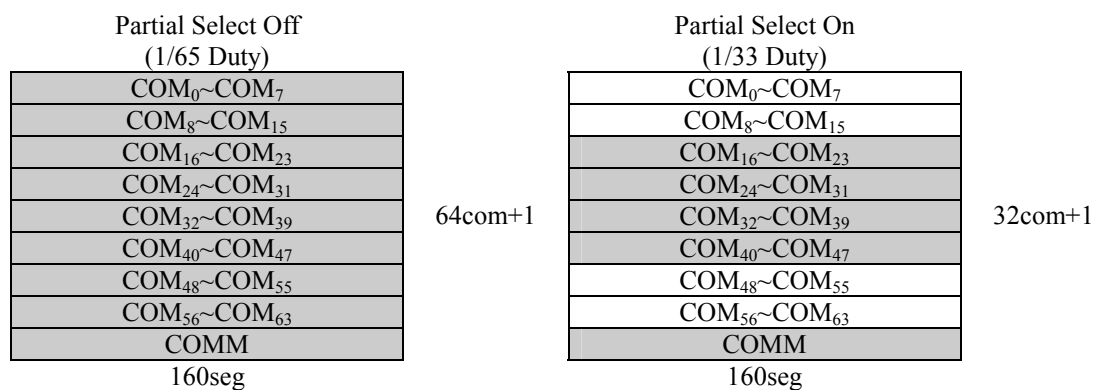 Partial Select Off
(1/65 Duty)
COM₀~COM₇
COM₈~COM₁₅
COM₁₆~COM₂₃
COM₂₄~COM₃₁
COM₃₂~COM₃₉
COM₄₀~COM₄₇
COM₄₈~COM₅₅
COM₅₆~COM₆₃
COMM
160seg
64com+1
Partial Select On
(1/33 Duty)
COM₀~COM₇
COM₈~COM₁₅
COM₁₆~COM₂₃
COM₂₄~COM₃₁
COM₃₂~COM₃₉
COM₄₀~COM₄₇
COM₄₈~COM₅₅
COM₅₆~COM₆₃
COMM
160seg
32com+1